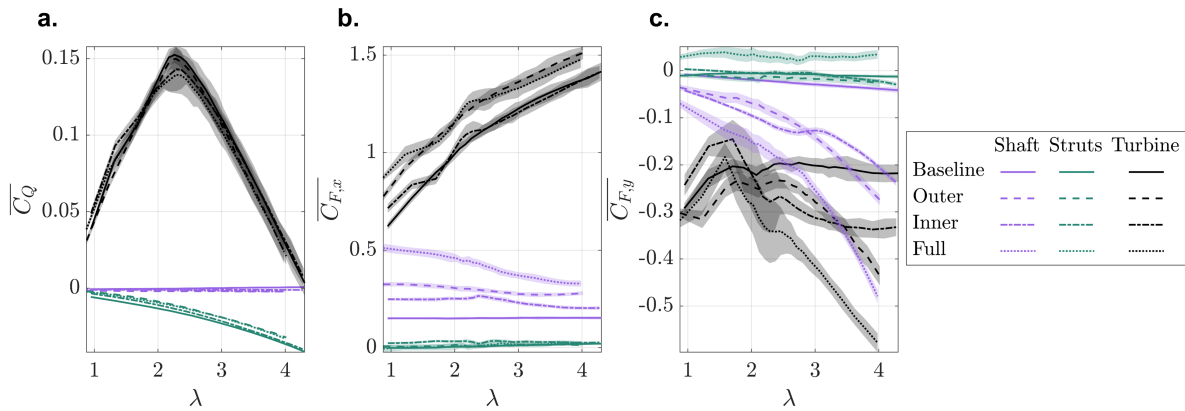 a.
b.
c.
0.15
0.1
0.05
0
1 2 3 4
λ
C_Q
1.5
1
0.5
0
1 2 3 4
λ
C_{F,x}
0
-0.1
-0.2
-0.3
-0.4
-0.5
1 2 3 4
λ
C_{F,y}
Shaft Struts Turbine
Baseline
Outer
Inner
Full